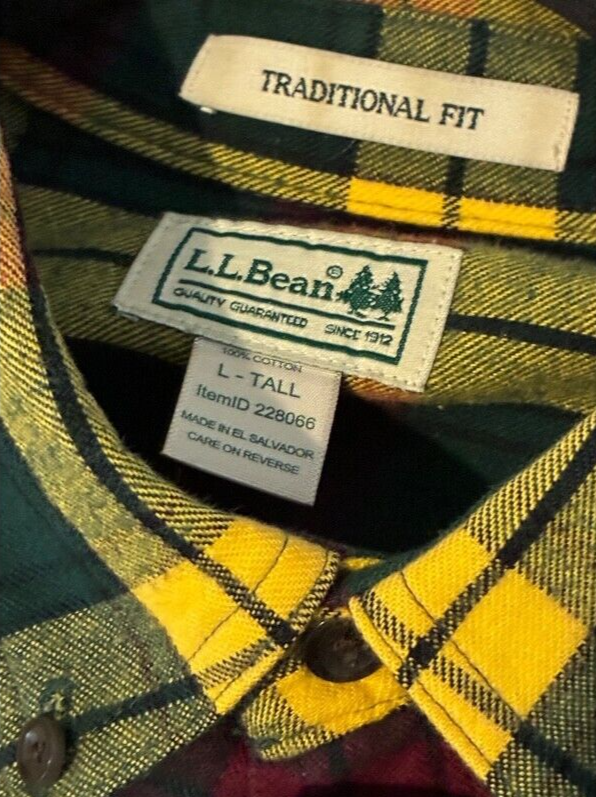 TRADITIONAL FIT
L.L.Bean®
QUALITY GUARANTEED SINCE 1912
100% COTTON
L - TALL
ItemID 228066
MADE IN EL SALVADOR
CARE ON REVERSE